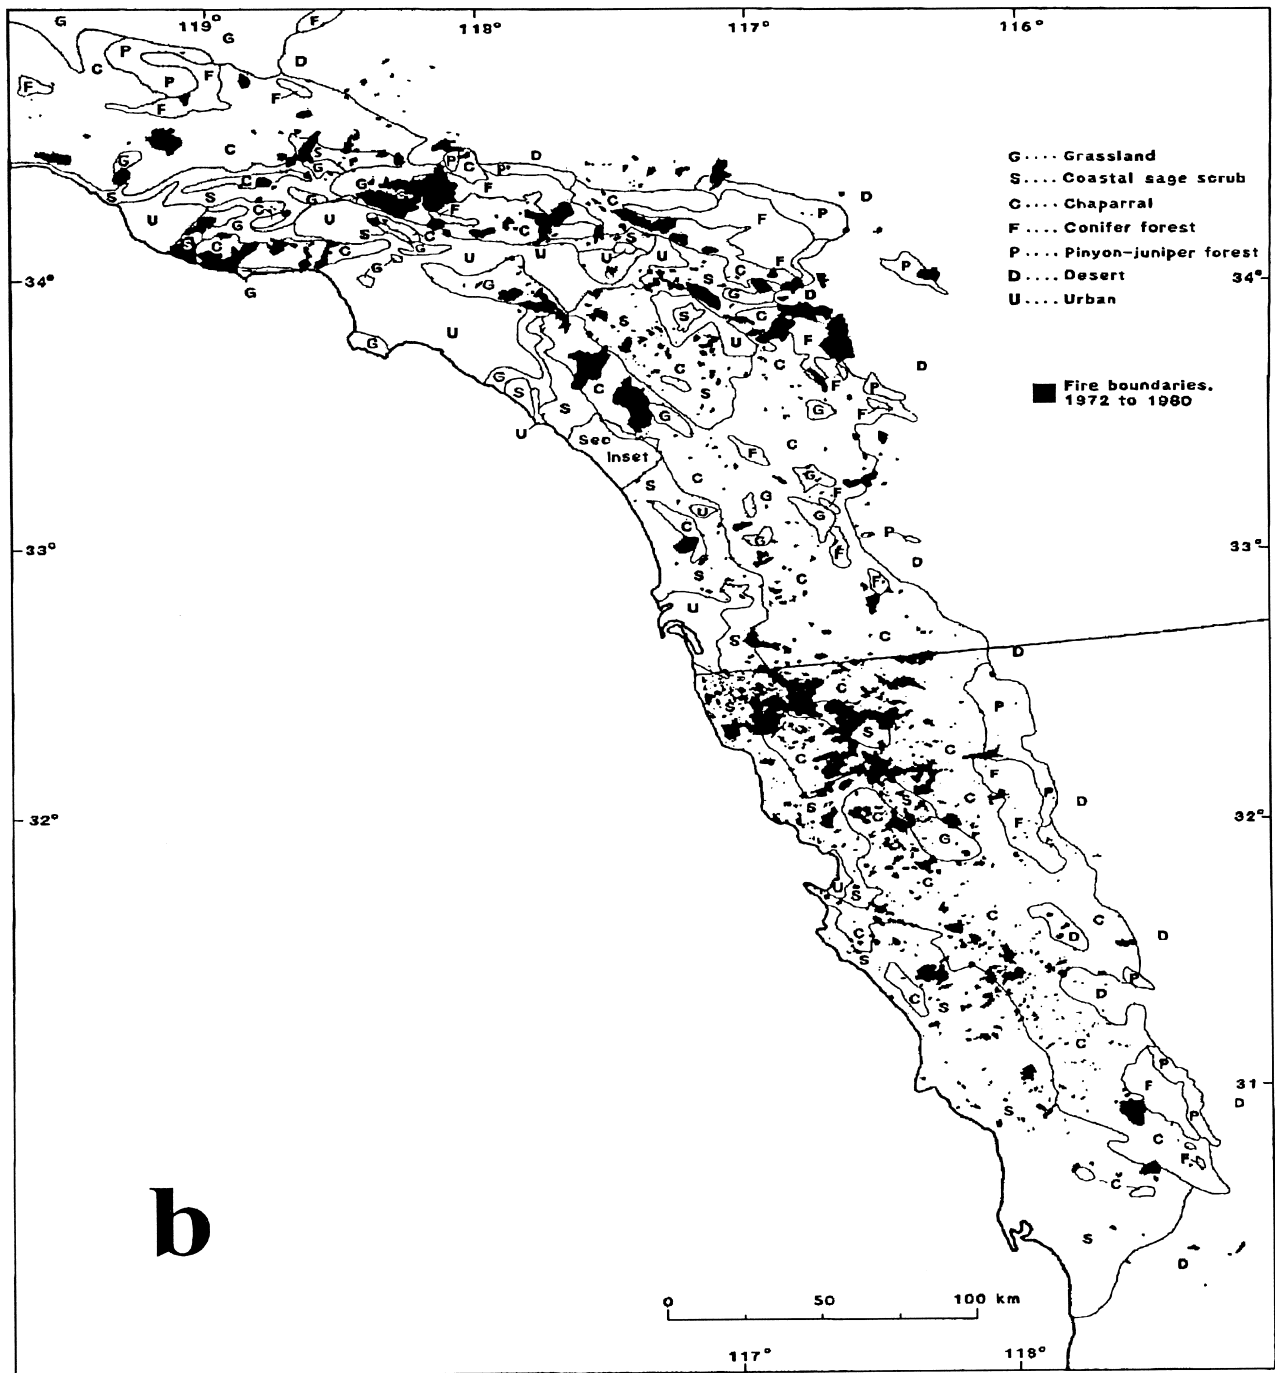 119° 118° 117° 116°
G F
G
P D
C P F
F F
F
C
G S P C P D
G
F
C G G F
S S G C D
C F P
U G U S C C S F
S C C G
G U U U U C F P
G S D
G G C
S S
U C U F
G C D
C F P
G S C S G F
S G
U C
See
Inset F
S C G F
U G G
C P
G F
S C F D
U
S C
D
C
S P
S C
C F
S S C P D
C G F
C
U S C
C C D D
S
P
C S D
C
P
F
S P D
C
F
C
S
D
G .... Grassland
S .... Coastal sage scrub
C .... Chaparral
F .... Conifer forest
P .... Pinyon-juniper forest
D .... Desert
U .... Urban
Fire boundaries.
1972 to 1980
34° 34°
33° 33°
32° 32°
31
b
0 50 100 km
117° 118°